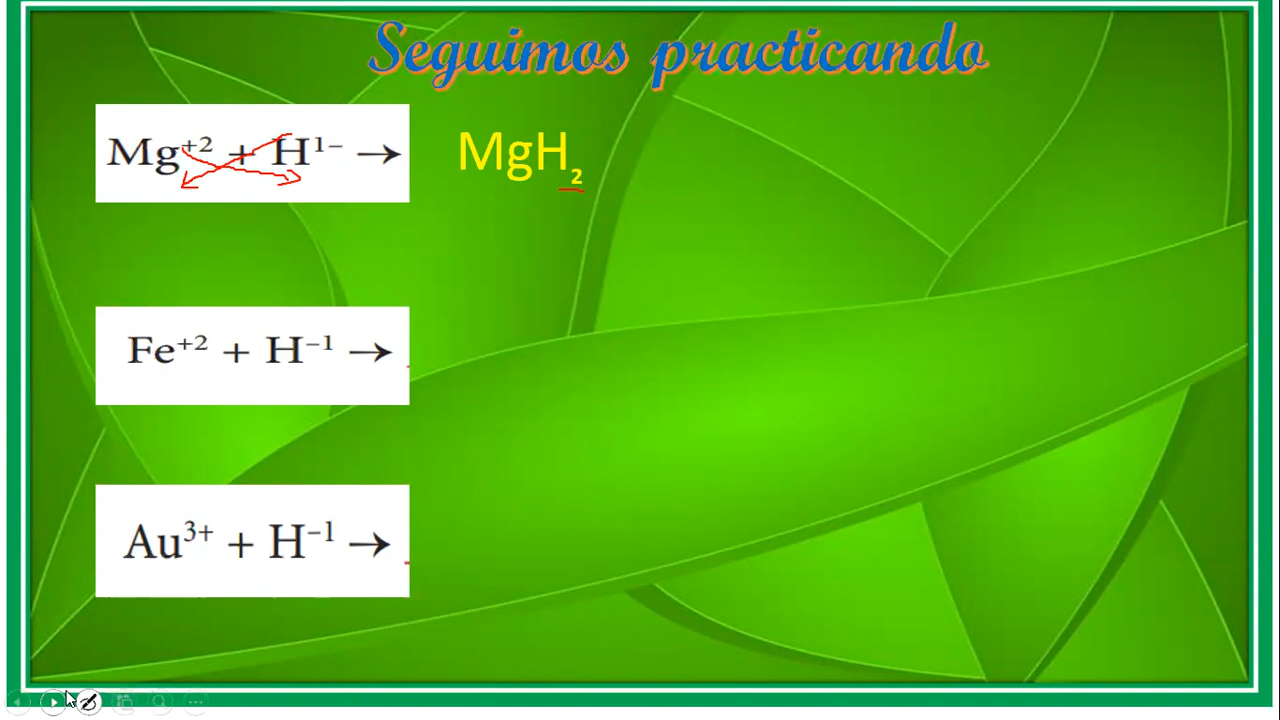 Seguimos practicando
Mg⁺² + H¹⁻ → MgH₂
Fe⁺² + H⁻¹ →
Au³⁺ + H⁻¹ →